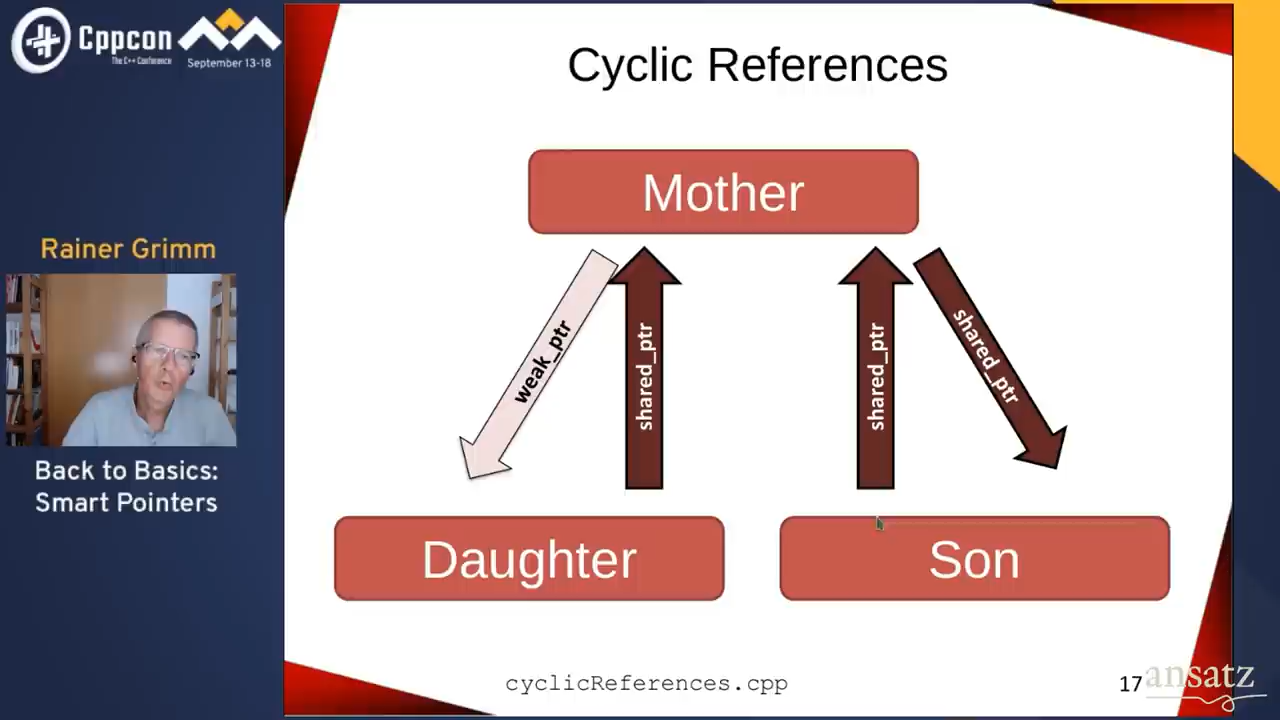 Cppcon
The C++ Conference
September 13-18
Rainer Grimm
Back to Basics:
Smart Pointers
Cyclic References
Mother
weak_ptr
shared_ptr
shared_ptr
shared_ptr
Daughter
Son
cyclicReferences.cpp
17
ansatz